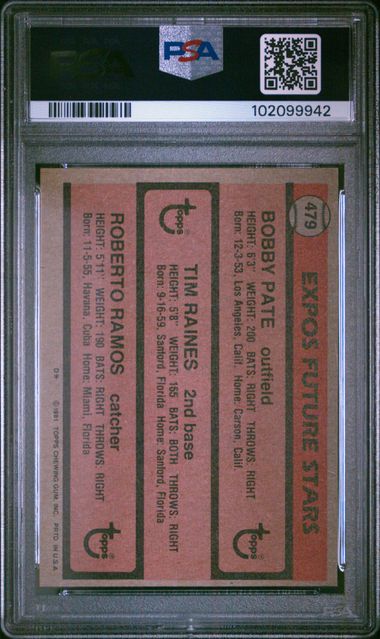 PSA
PSA
102099942
479
EXPOS FUTURE STARS
BOBBY PATE outfield
HEIGHT: 6'3" WEIGHT: 200 BATS: RIGHT THROWS: RIGHT
Born: 12-3-53, Los Angeles, Calif. Home: Carson, Calif.
Topps®
Topps®
TIM RAINES 2nd base
HEIGHT: 5'8" WEIGHT: 165 BATS: BOTH THROWS: RIGHT
Born: 9-16-59, Sanford, Florida Home: Sanford, Florida
ROBERTO RAMOS catcher
HEIGHT: 5'11" WEIGHT: 190 BATS: RIGHT THROWS: RIGHT
Born: 11-5-55, Havana, Cuba Home: Miami, Florida
Topps®
© 1981 TOPPS CHEWING GUM, INC. PRTD. IN U.S.A.